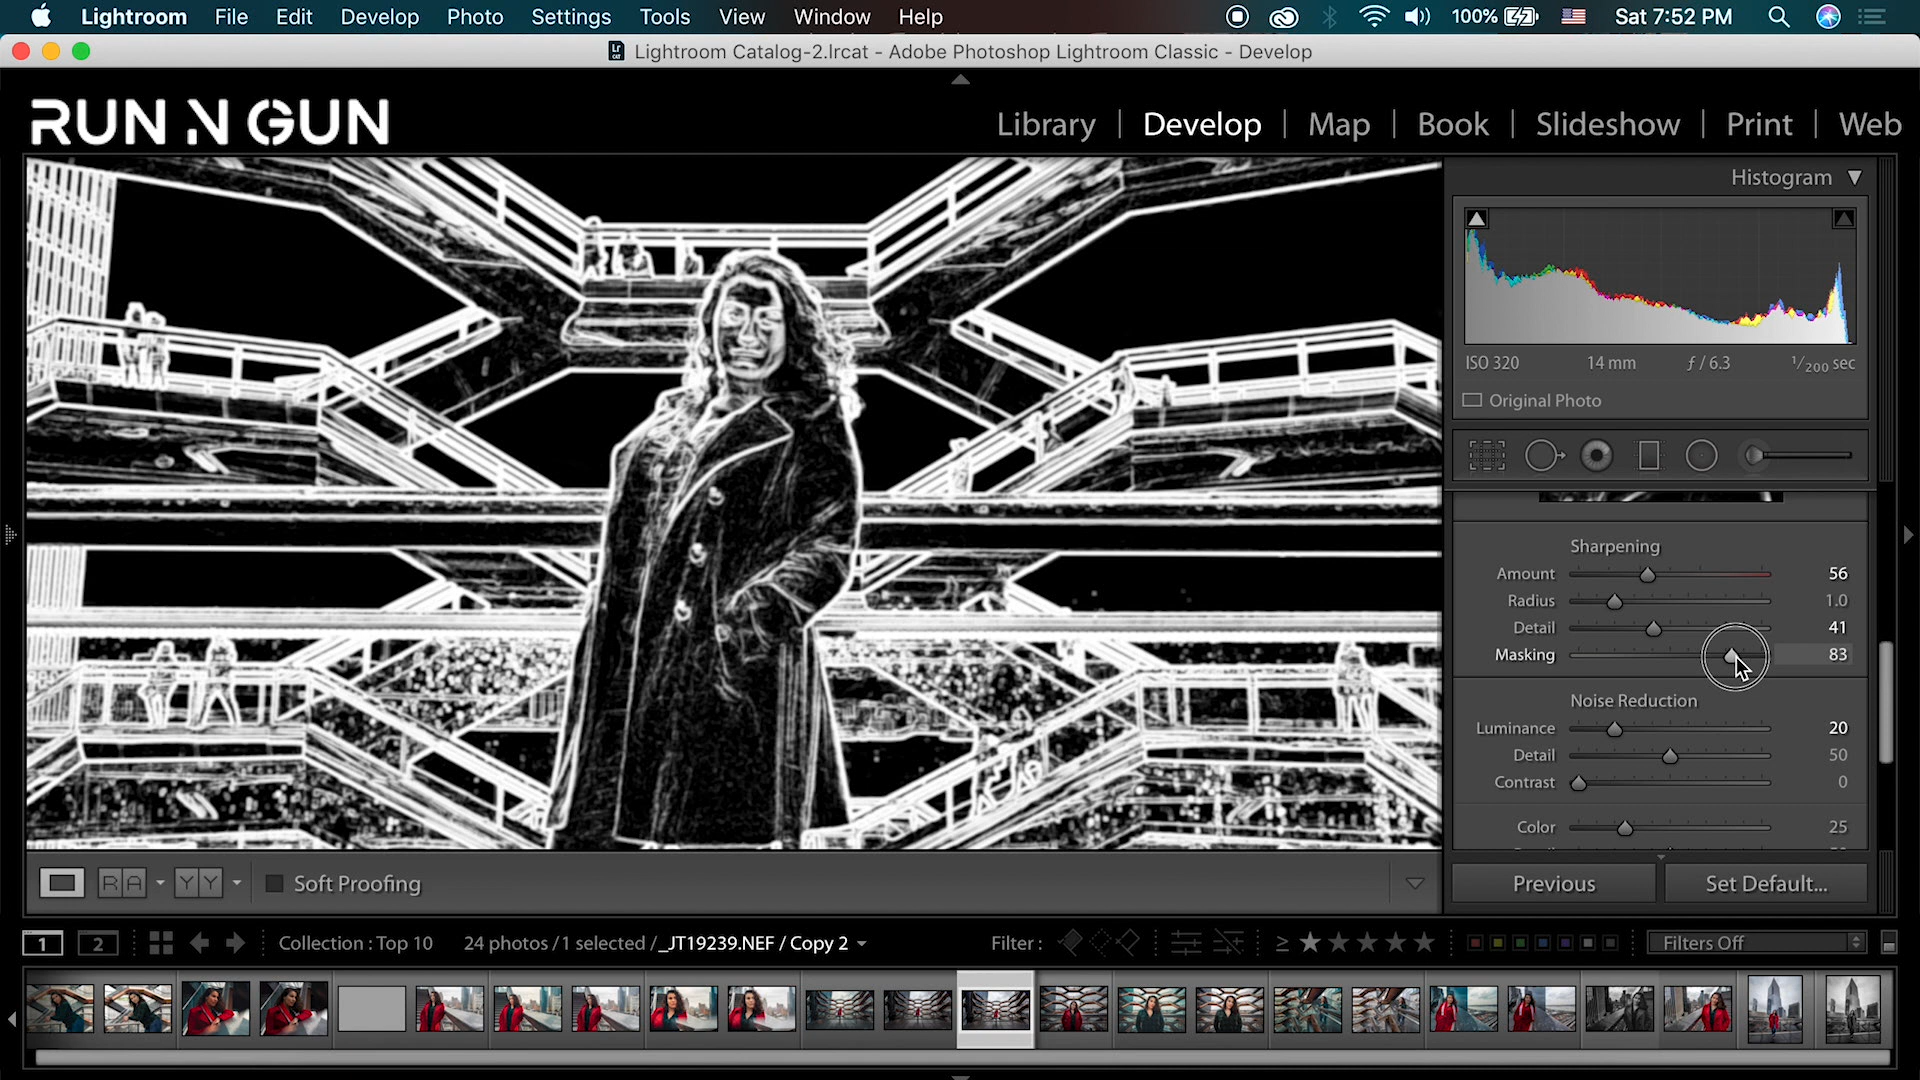 Lightroom File Edit Develop Photo Settings Tools View Window Help 100% Sat 7:52 PM
Lightroom Catalog-2.lrcat - Adobe Photoshop Lightroom Classic - Develop
RUN N GUN
Library | Develop | Map | Book | Slideshow | Print | Web
Histogram
ISO 320 14 mm ƒ / 6.3 1/200 sec
Original Photo
Sharpening
Amount 56
Radius 1.0
Detail 41
Masking 83
Noise Reduction
Luminance 20
Detail 50
Contrast 0
Color 25
R A Y Y Soft Proofing
Previous Set Default...
1 2 Collection : Top 10 24 photos / 1 selected / _JT19239.NEF / Copy 2 Filter : ≥ Filters Off